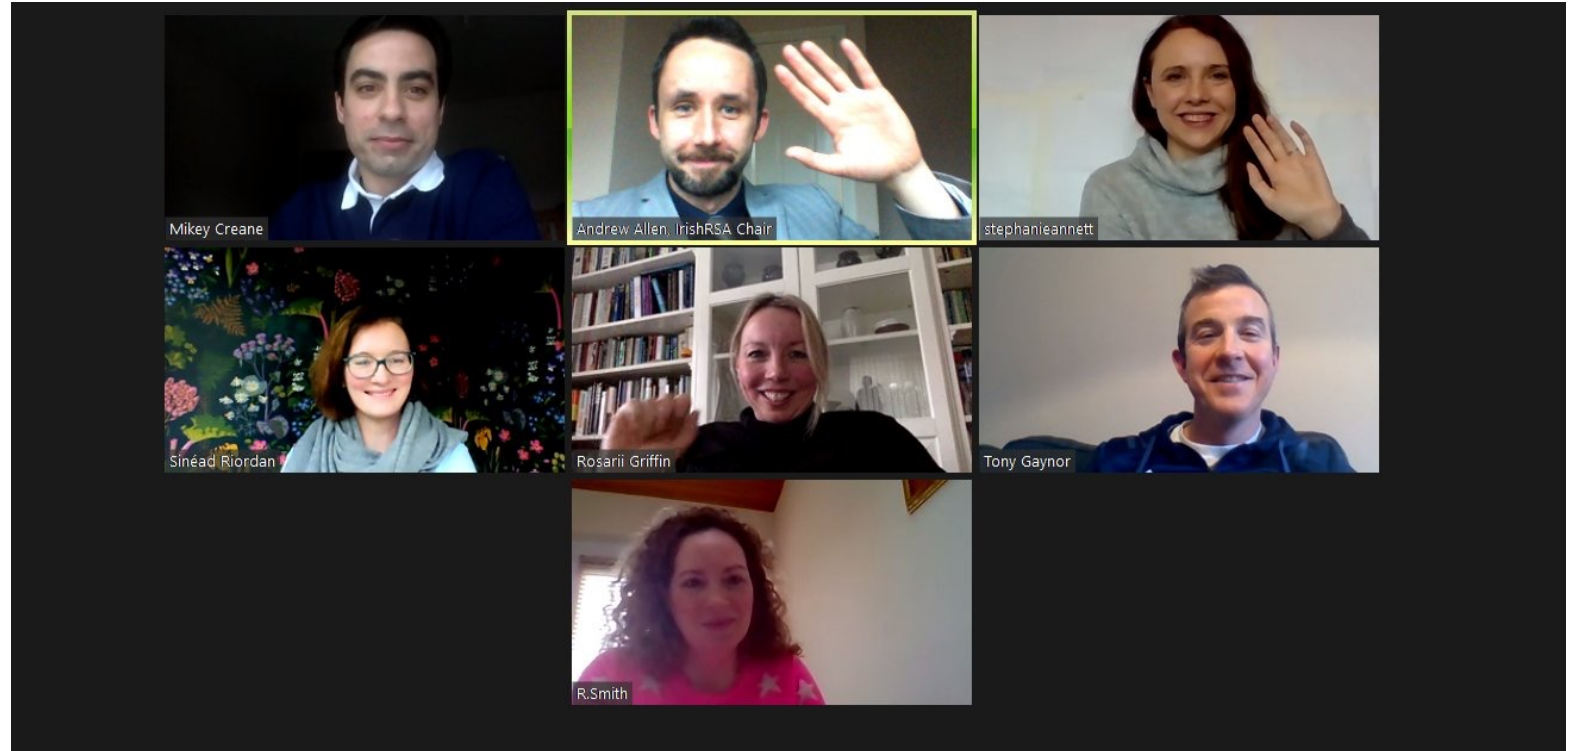 Mikey Creane
Andrew Allen, IrishRSA Chair
stephanieannett
Sinéad Riordan
Rosarii Griffin
Tony Gaynor
R.Smith